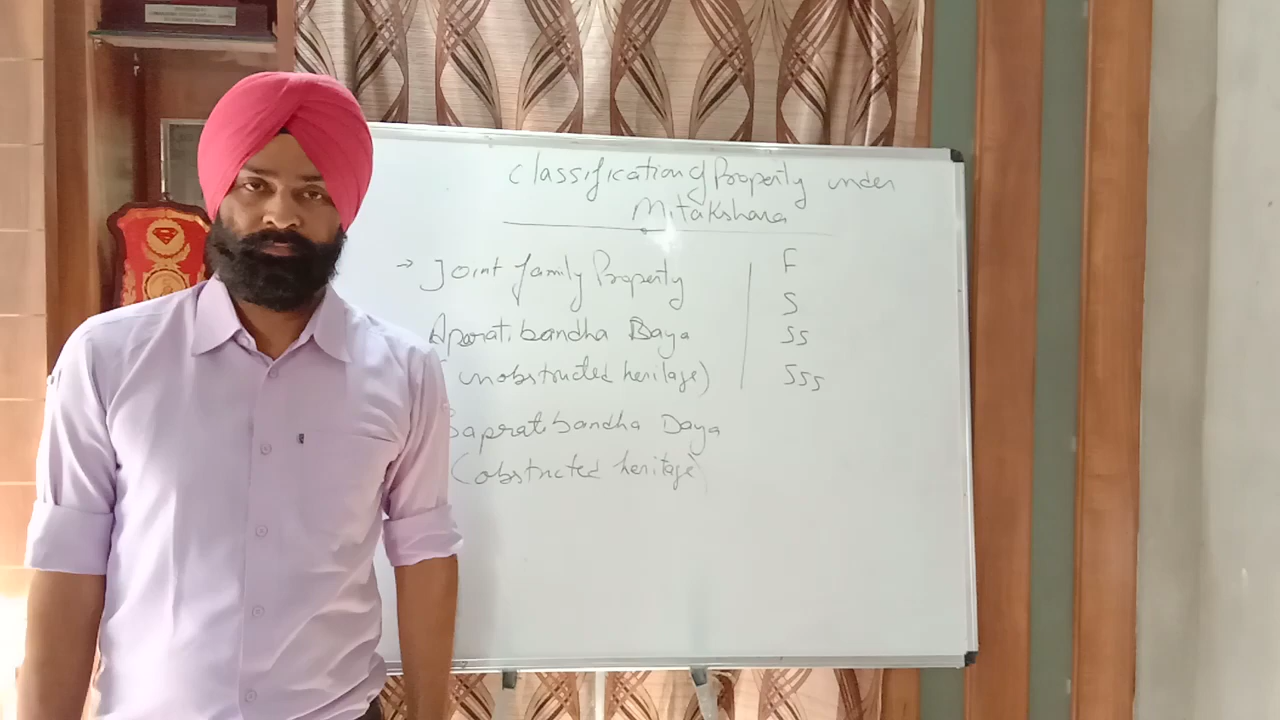 Classification of Property under
Mitakshara
→ Joint family Property
Apratibandha Daya
(unobstructed heritage)
Sapratibandha Daya
(obstructed heritage)
F
S
SS
SSS